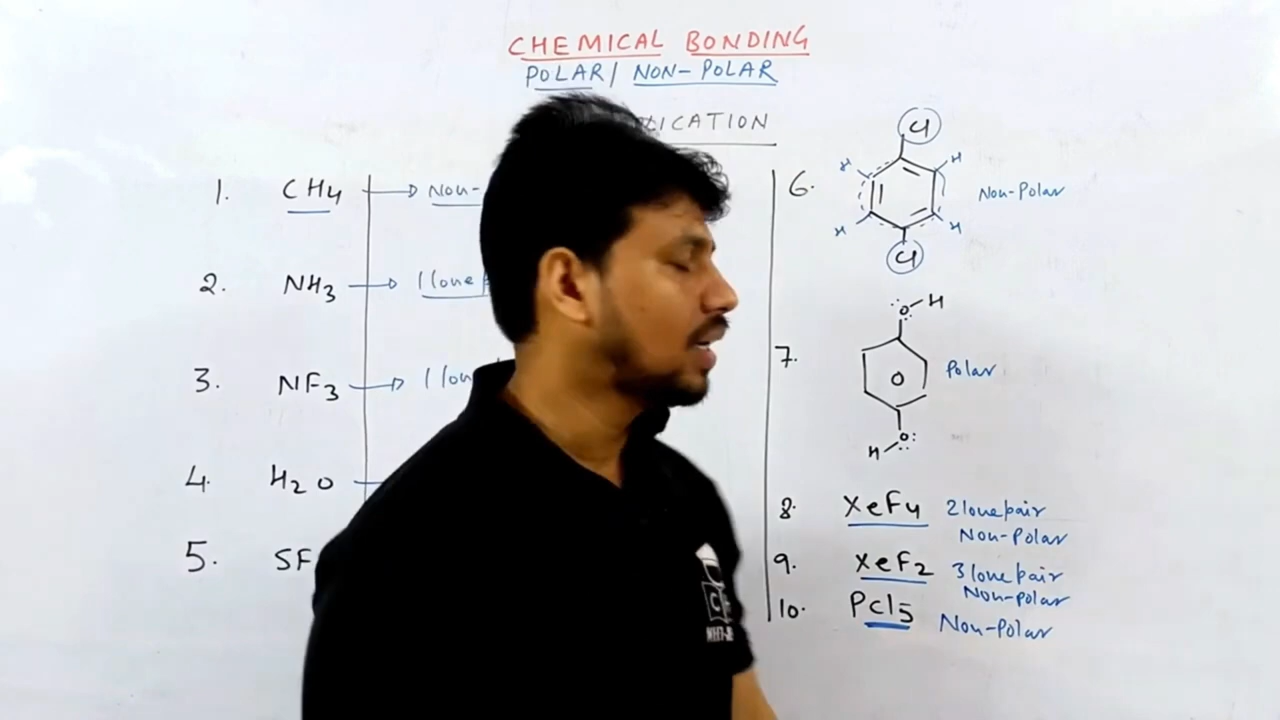 CHEMICAL BONDING
POLAR / NON-POLAR
LICATION
1. CH4 Non-
2. NH3 1 lone
3. NF3 1 lon
4. H2O
5. SF
6. Cl
H H
Non-Polar
H H
Cl
7. O-H
O
Polar
H-O
8. XeF4 2 lone pair
Non-Polar
9. XeF2 3 lone pair
Non-polar
10. PCl5 Non-Polar